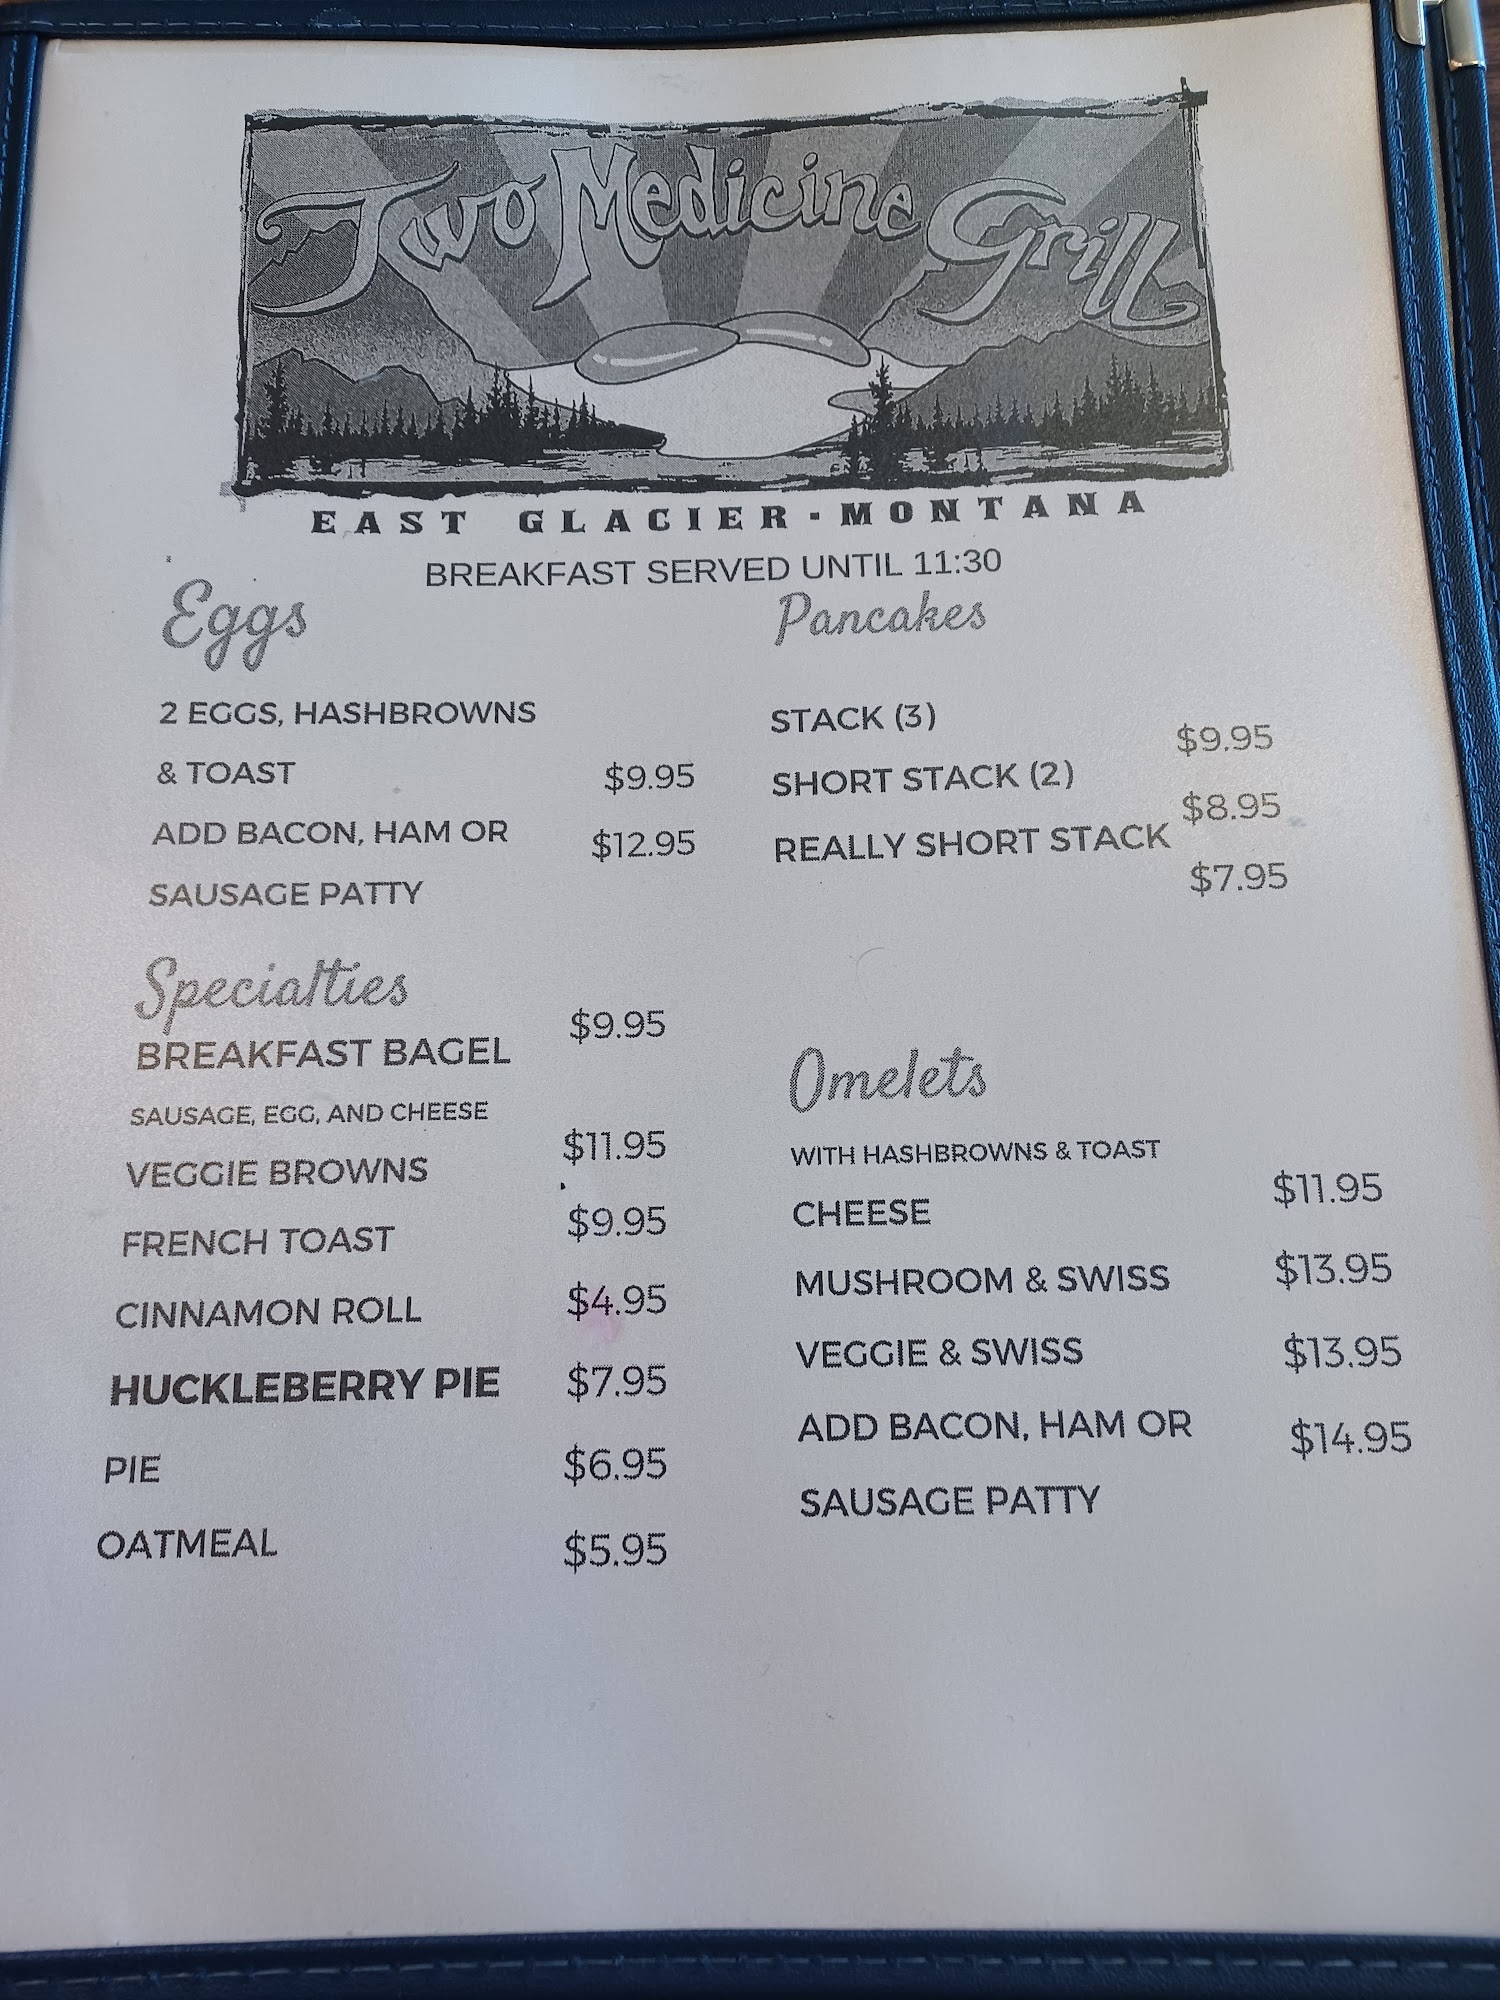 Two Medicine Grill
EAST GLACIER · MONTANA
BREAKFAST SERVED UNTIL 11:30
Eggs
2 EGGS, HASHBROWNS
& TOAST $9.95
ADD BACON, HAM OR $12.95
SAUSAGE PATTY
Specialties
BREAKFAST BAGEL $9.95
SAUSAGE, EGG, AND CHEESE
VEGGIE BROWNS $11.95
FRENCH TOAST $9.95
CINNAMON ROLL $4.95
HUCKLEBERRY PIE $7.95
PIE $6.95
OATMEAL $5.95
Pancakes
STACK (3) $9.95
SHORT STACK (2) $8.95
REALLY SHORT STACK $7.95
Omelets
WITH HASHBROWNS & TOAST
CHEESE $11.95
MUSHROOM & SWISS $13.95
VEGGIE & SWISS $13.95
ADD BACON, HAM OR $14.95
SAUSAGE PATTY